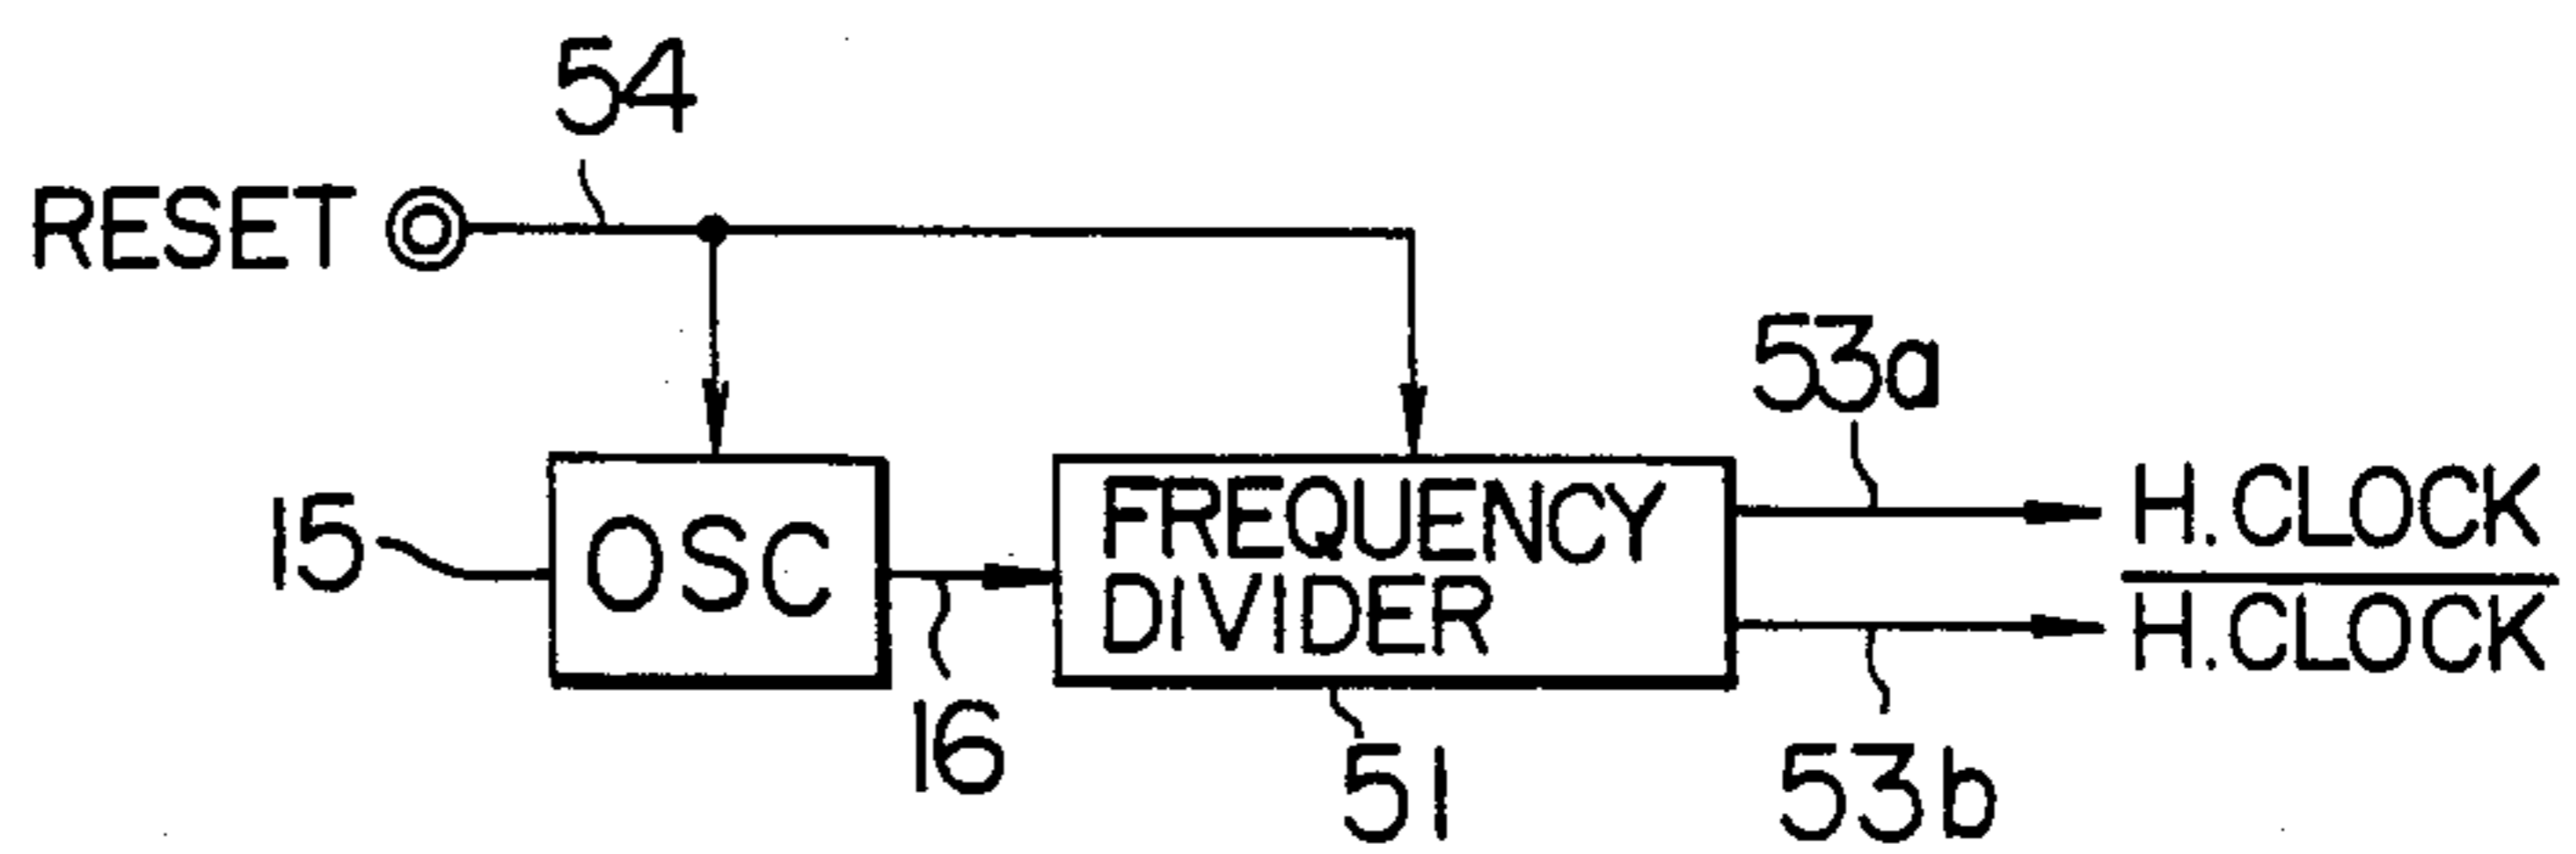 54
RESET
53a
15
OSC
FREQUENCY
DIVIDER
H.CLOCK
H.CLOCK
16
51
53b